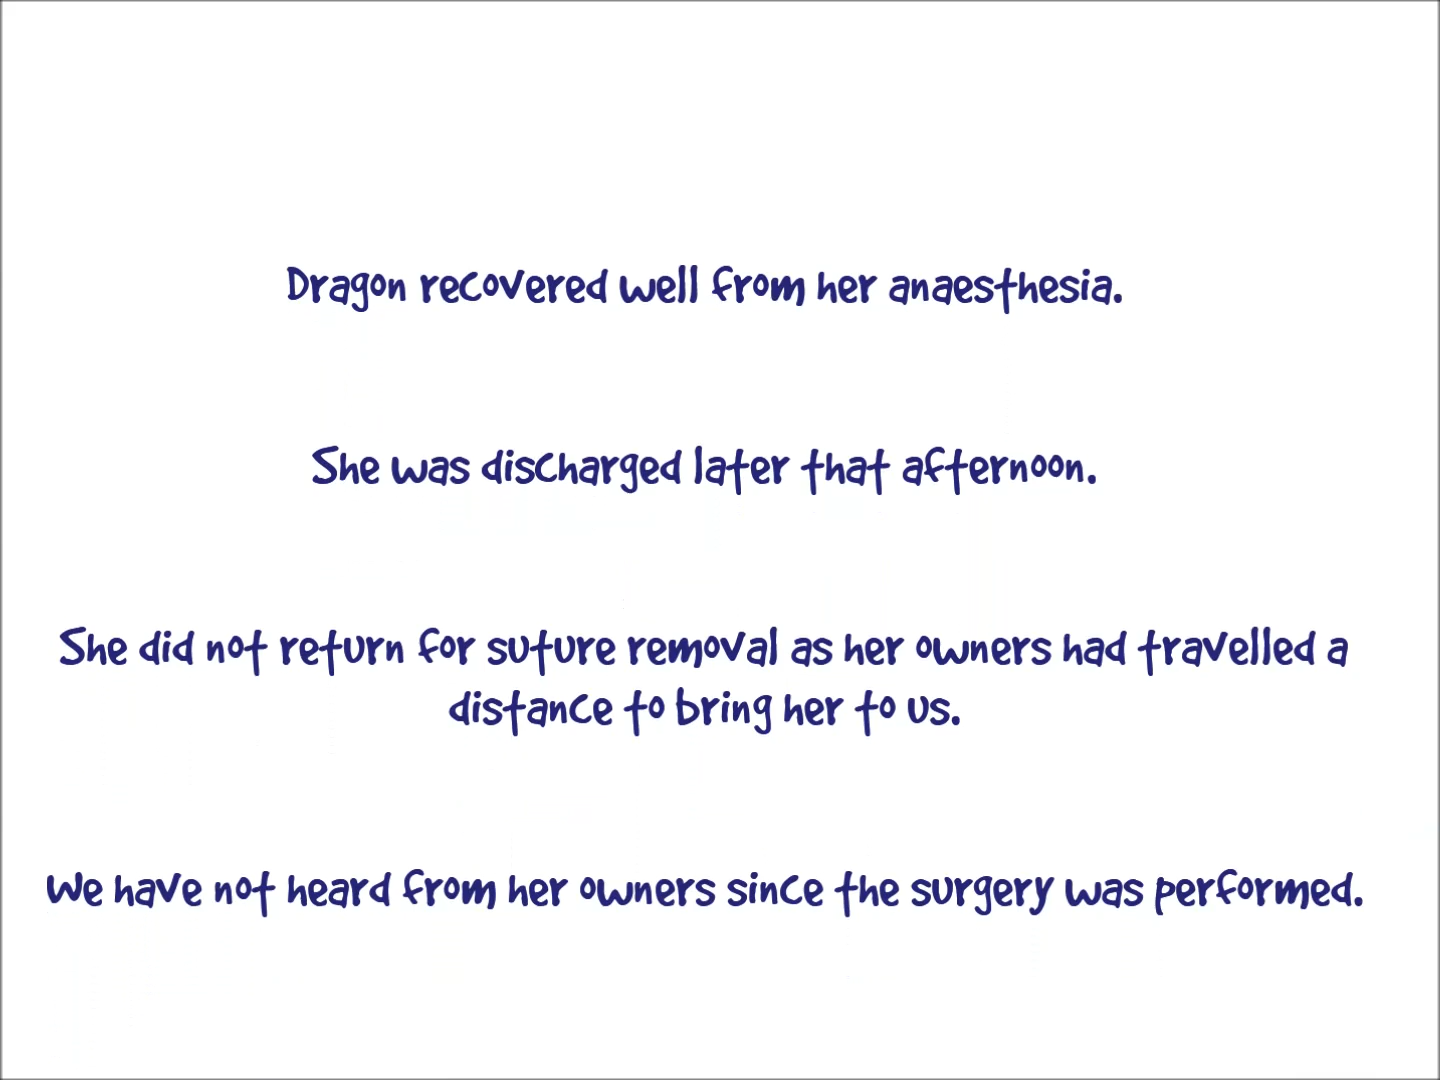 Dragon recovered well from her anaesthesia.
She was discharged later that afternoon.
She did not return for suture removal as her owners had travelled a
distance to bring her to us.
We have not heard from her owners since the surgery was performed.